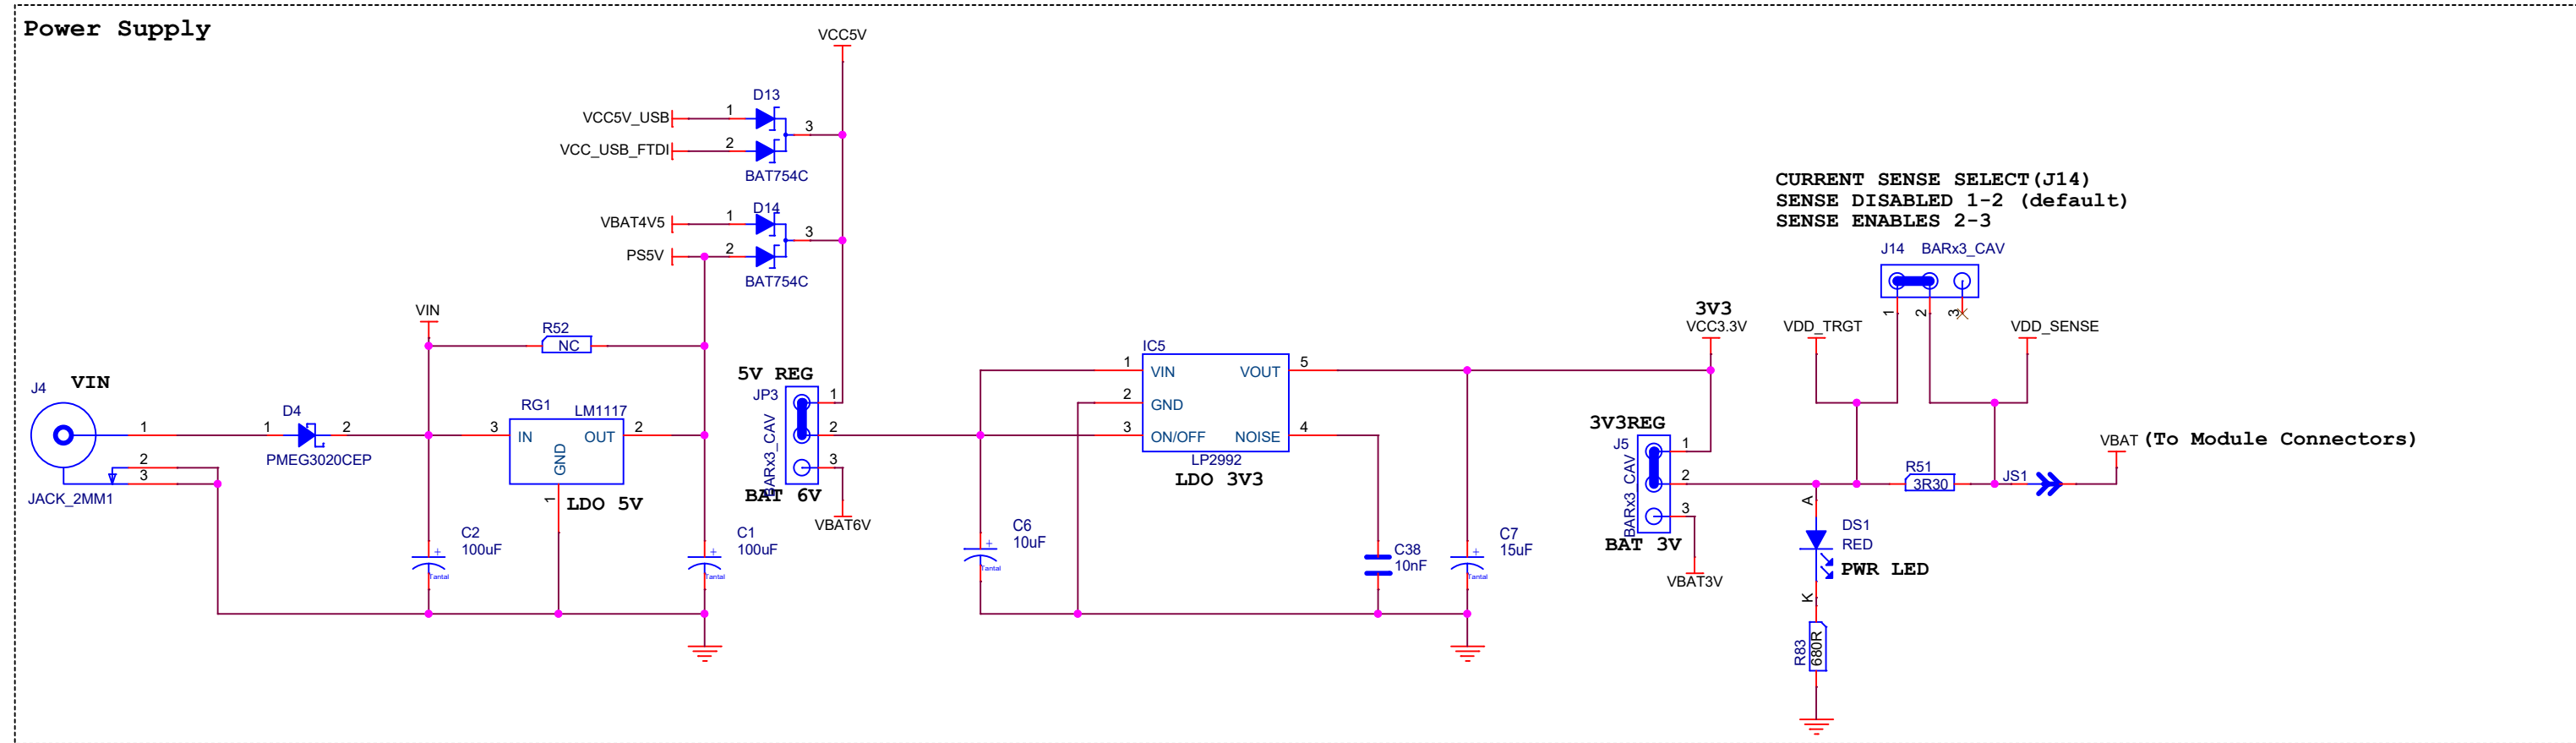 Power Supply
VCC5V
D13
VCC5V_USB
1
3
VCC_USB_FTDI
2
BAT754C
D14
VBAT4V5
1
3
PS5V
2
BAT754C
VIN
R52
NC
J4
VIN
1
2
3
JACK_2MM1
D4
1
2
PMEG3020CEP
RG1
LM1117
3
IN
OUT
2
GND
1
LDO 5V
C2
100uF
Tantal
C1
100uF
Tantal
5V REG
JP3
1
2
3
BARx3_CAV
BAT 6V
VBAT6V
C6
10uF
Tantal
IC5
1
VIN
VOUT
5
2
GND
3
ON/OFF
NOISE
4
LP2992
LDO 3V3
C38
10nF
C7
15uF
Tantal
3V3
VCC3.3V
3V3REG
J5
1
2
3
BARx3_CAV
BAT 3V
VBAT3V
CURRENT SENSE SELECT(J14)
SENSE DISABLED 1-2 (default)
SENSE ENABLES 2-3
J14
BARx3_CAV
1
2
3
VDD_TRGT
VDD_SENSE
R51
3R30
JS1
VBAT
(To Module Connectors)
A
DS1
RED
PWR LED
K
R83
680R